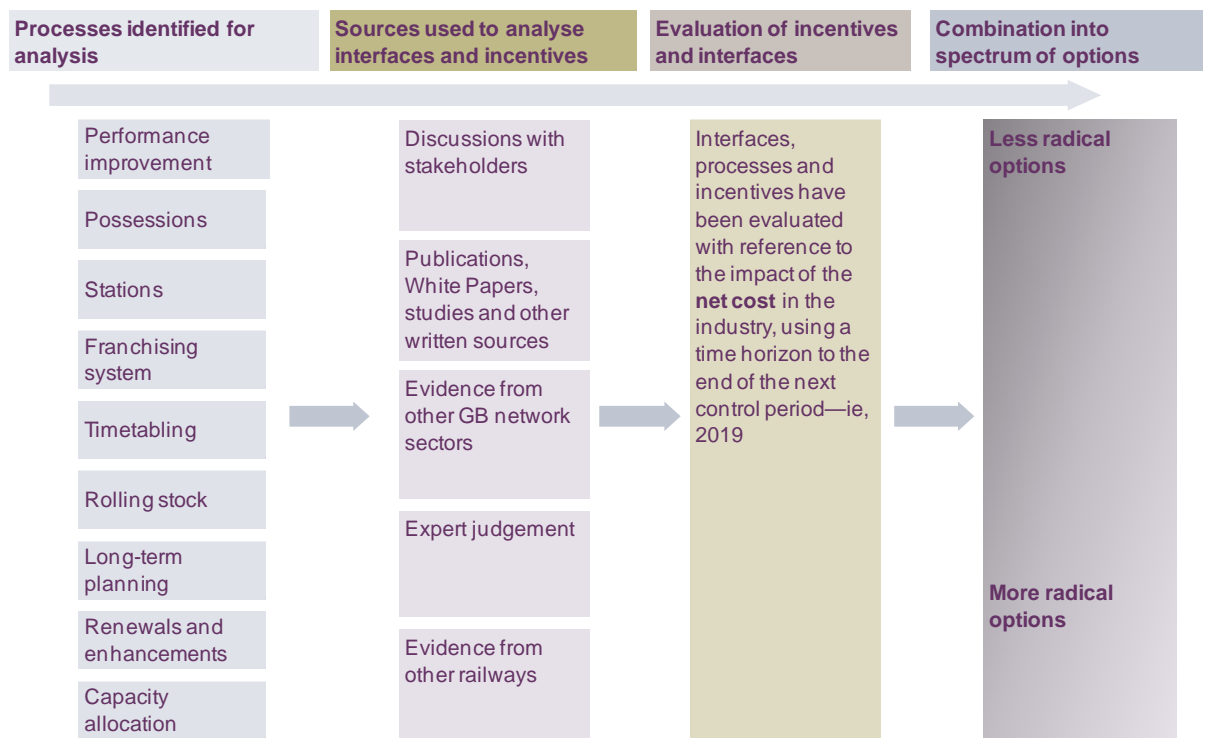 Processes identified for
analysis
Sources used to analyse
interfaces and incentives
Evaluation of incentives
and interfaces
Combination into
spectrum of options
Performance
improvement
Possessions
Stations
Franchising
system
Timetabling
Rolling stock
Long-term
planning
Renewals and
enhancements
Capacity
allocation
Discussions with
stakeholders
Publications,
White Papers,
studies and other
written sources
Evidence from
other GB network
sectors
Expert judgement
Evidence from
other railways
Interfaces,
processes and
incentives have
been evaluated
with reference to
the impact of the
net cost in the
industry, using a
time horizon to the
end of the next
control period—ie,
2019
Less radical
options
More radical
options